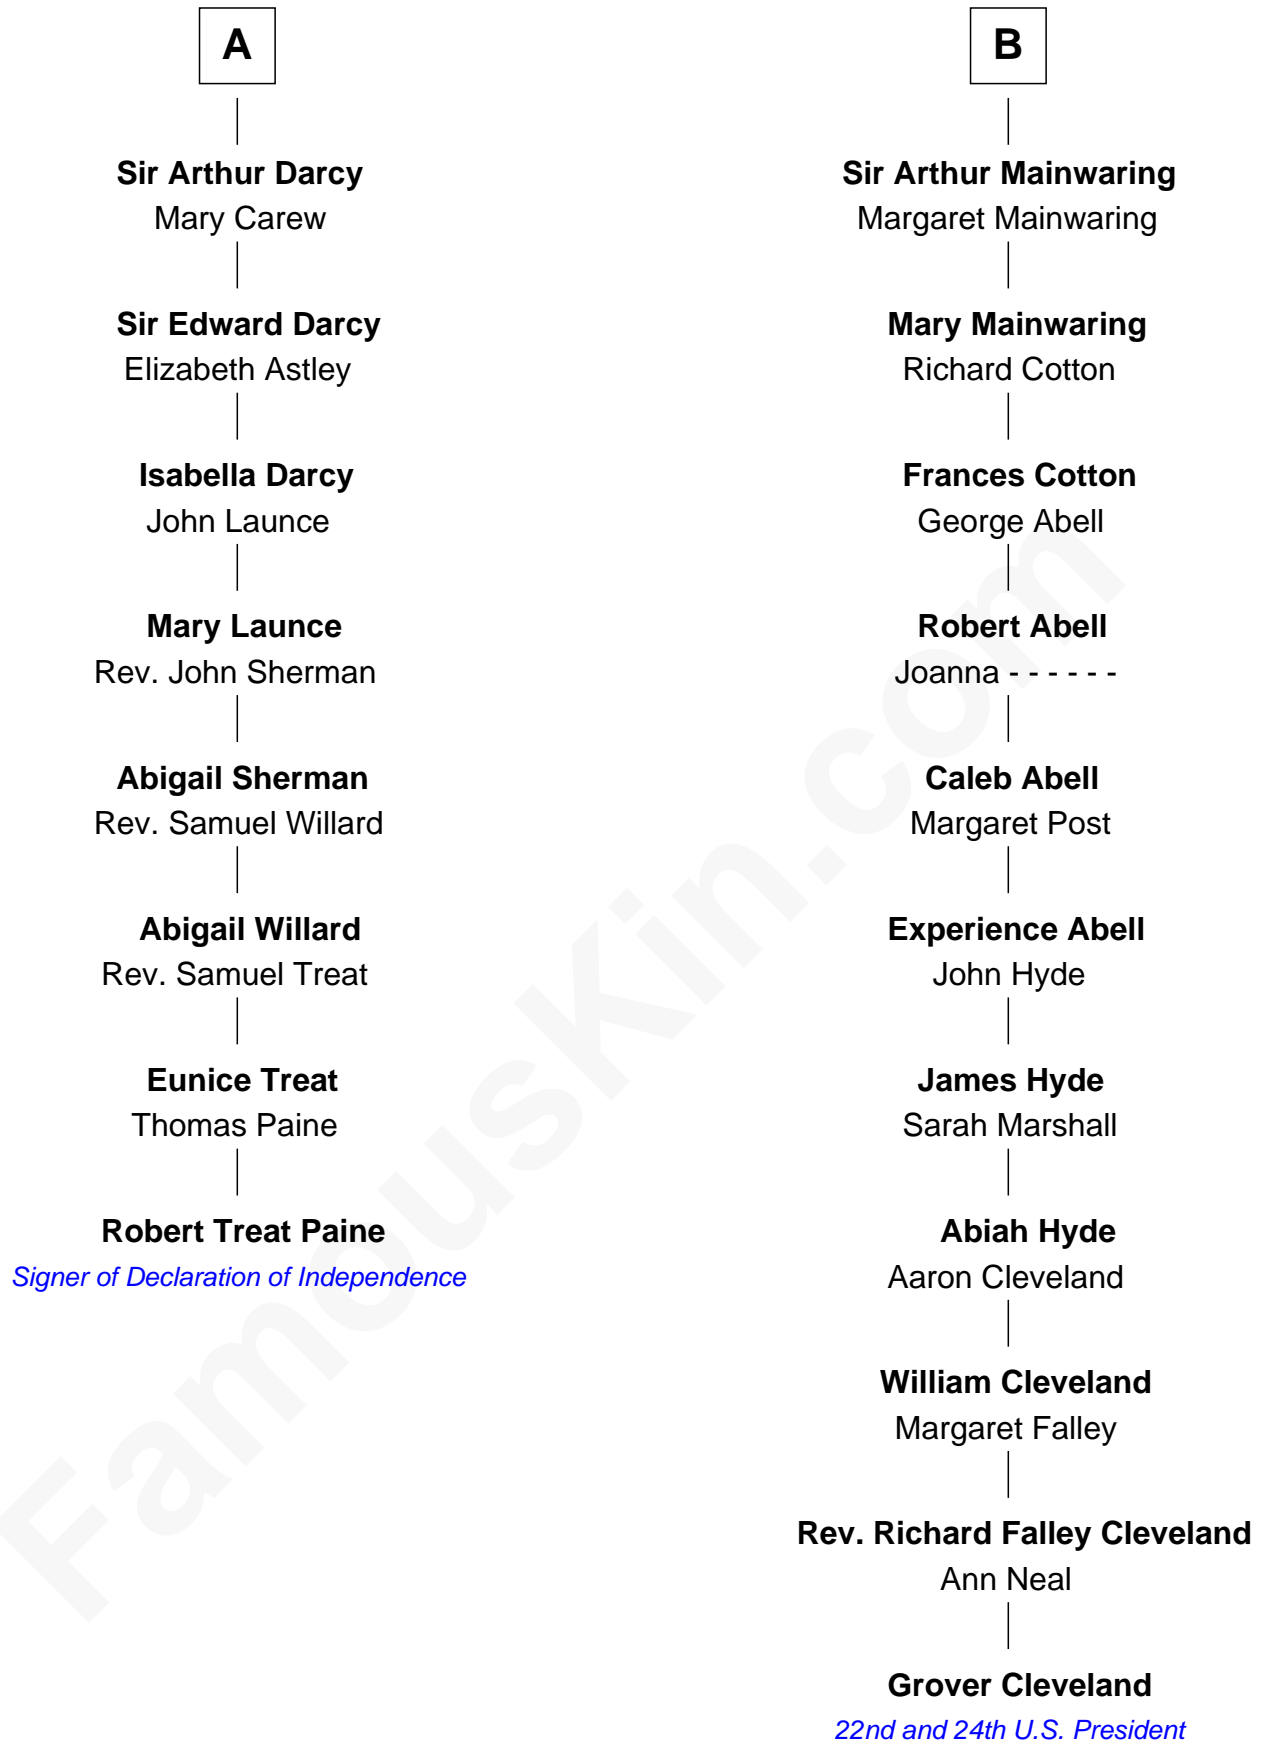 A
Sir Arthur Darcy
Mary Carew
Sir Edward Darcy
Elizabeth Astley
Isabella Darcy
John Launce
Mary Launce
Rev. John Sherman
Abigail Sherman
Rev. Samuel Willard
Abigail Willard
Rev. Samuel Treat
Eunice Treat
Thomas Paine
Robert Treat Paine
Signer of Declaration of Independence
B
Sir Arthur Mainwaring
Margaret Mainwaring
Mary Mainwaring
Richard Cotton
Frances Cotton
George Abell
Robert Abell
Joanna - - - - - -
Caleb Abell
Margaret Post
Experience Abell
John Hyde
James Hyde
Sarah Marshall
Abiah Hyde
Aaron Cleveland
William Cleveland
Margaret Falley
Rev. Richard Falley Cleveland
Ann Neal
Grover Cleveland
22nd and 24th U.S. President
FamousKin.com